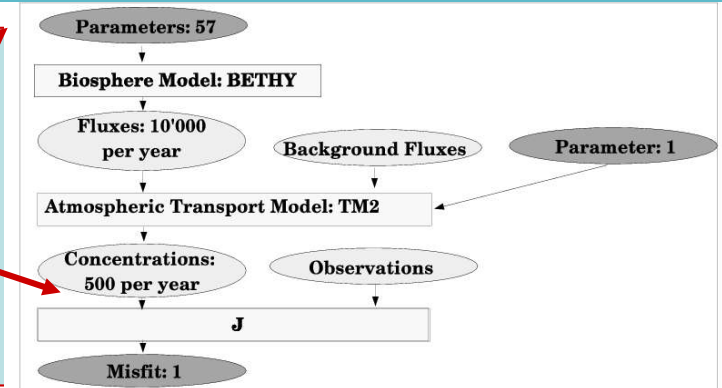 Parameters: 57
Biosphere Model: BETHY
Fluxes: 10'000
per year
Background Fluxes
Parameter: 1
Atmospheric Transport Model: TM2
Concentrations:
500 per year
Observations
J
Misfit: 1